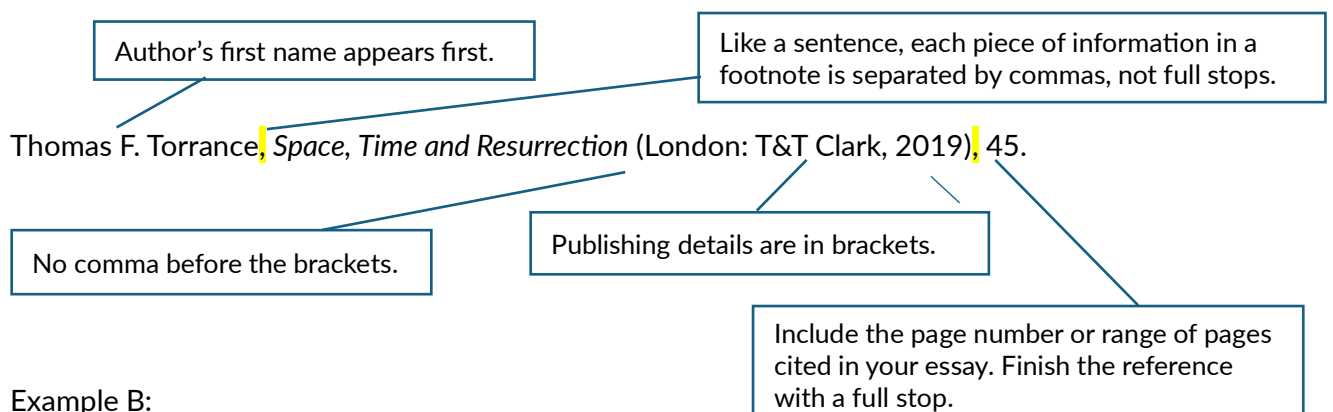 Author’s first name appears first.
Like a sentence, each piece of information in a
footnote is separated by commas, not full stops.
Thomas F. Torrance, Space, Time and Resurrection (London: T&T Clark, 2019), 45.
No comma before the brackets.
Publishing details are in brackets.
Include the page number or range of pages
cited in your essay. Finish the reference
with a full stop.
Example B: